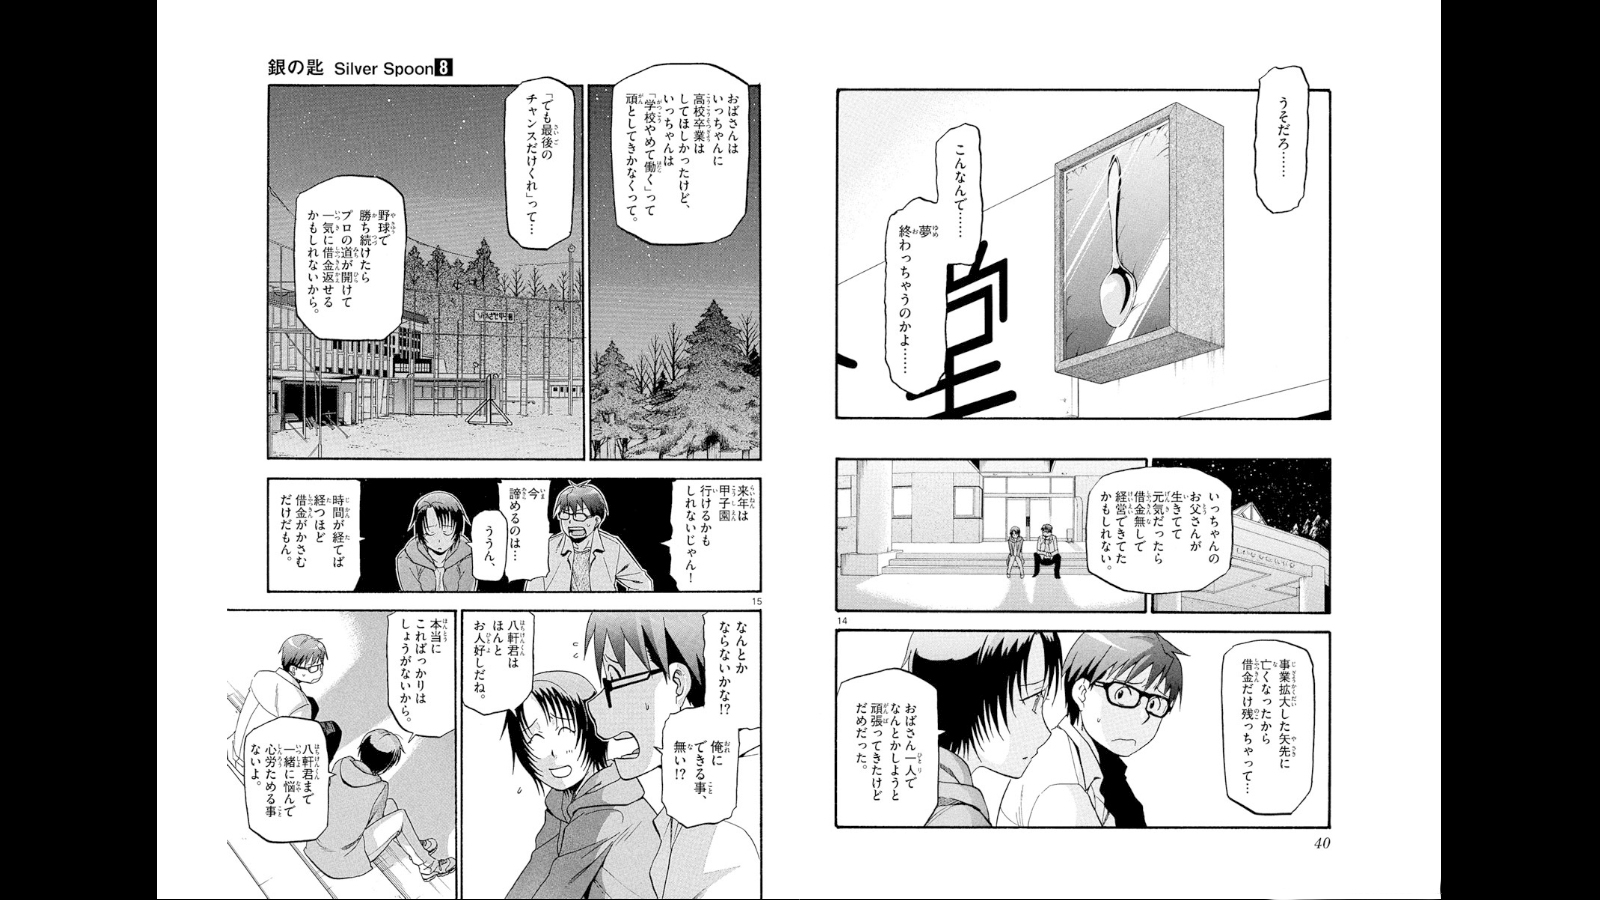 うそだろ……
こんなんで……
夢
終わっちゃうのかよ……
いっちゃんの
お父さんが
生きてて
元気だったら
借金無しで
経営できてた
かもしれない。
14
事業拡大した矢先に
亡くなったから
借金だけ残っちゃって…
おばさん一人で
なんとかしようと
頑張ってきたけど
だめだった。
40
銀の匙 Silver Spoon 8
おばさんは
いっちゃんに
高校卒業は
してほしかったけど、
いっちゃんは
「学校やめて働く」って
頑としてきかなくって。
「でも最後の
チャンスだけくれ」って…
野球で
勝ち続けたら
プロの道が開けて
一気に借金返せる
かもしれないから。
来年は
甲子園
行けるかも
しれないじゃん!
今
諦めるのは…
ううん、
時間が経てば
経つほど
借金がかさむ
だけだもん。
15
なんとか
ならないかな!?
俺に
できる事、
無い!?
八軒君は
ほんと
お人好しだね。
本当に
こればっかりは
しょうがないから。
八軒君まで
一緒に悩んで
心労ためる事
ないよ。